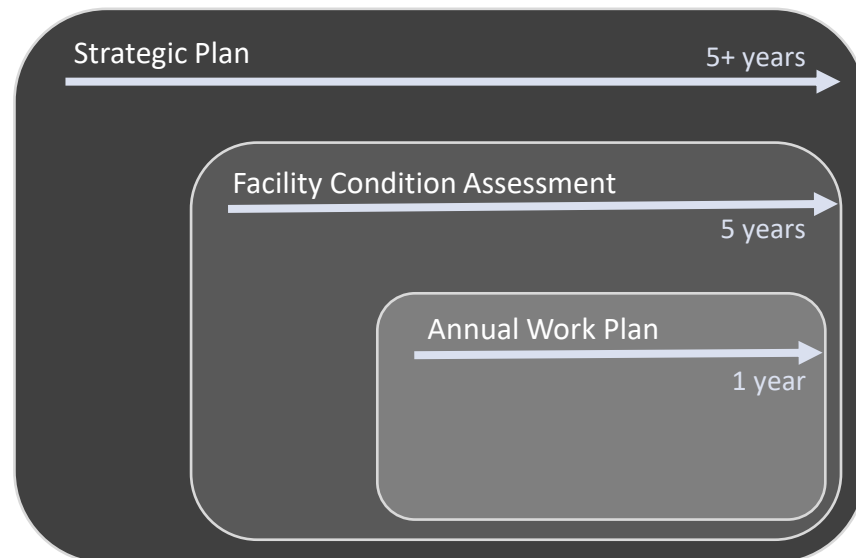 Strategic Plan
5+ years
Facility Condition Assessment
5 years
Annual Work Plan
1 year